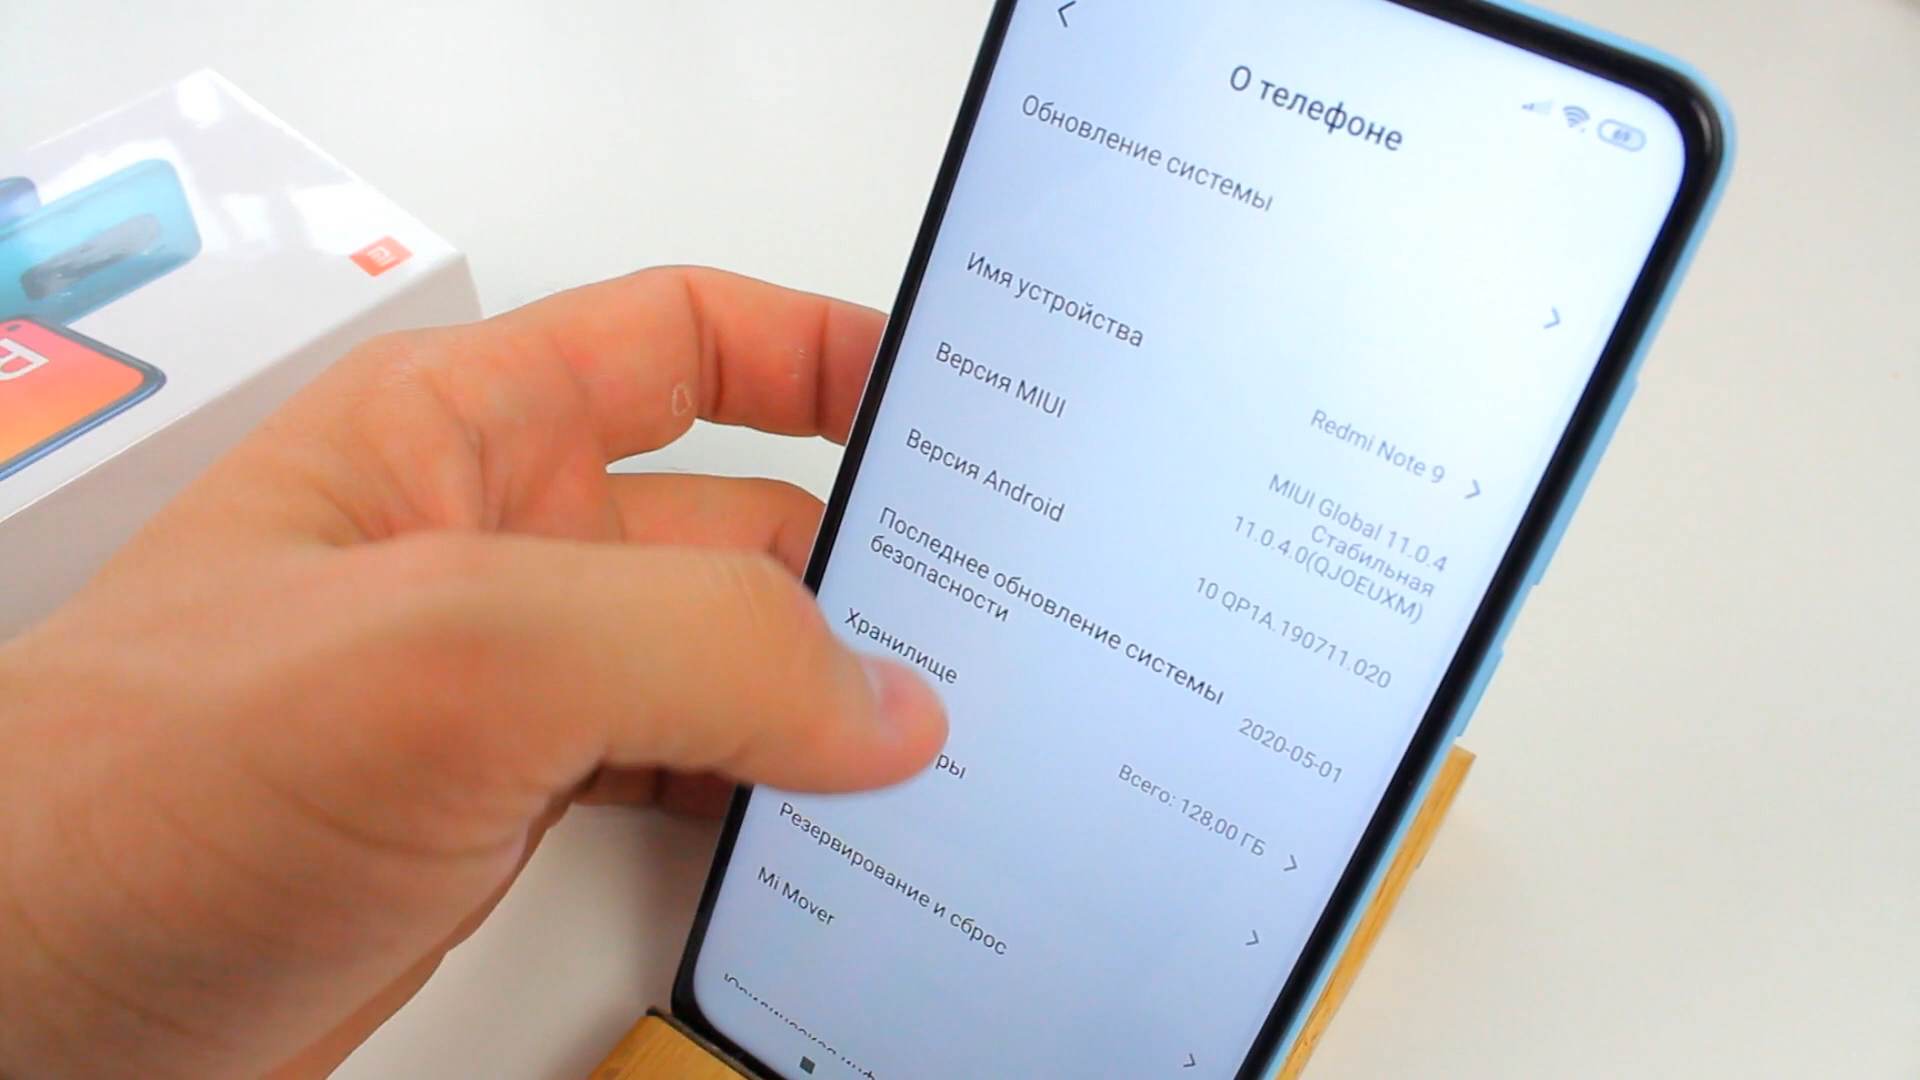 О телефоне
69
Обновление системы
Имя устройства
Redmi Note 9
Версия MIUI
MIUI Global 11.0.4
Стабильная
11.0.4.0(QJOEUXM)
Версия Android
10 QP1A.190711.020
Последнее обновление системы
безопасности
2020-05-01
Хранилище
Всего: 128,00 ГБ
ры
Резервирование и сброс
Mi Mover